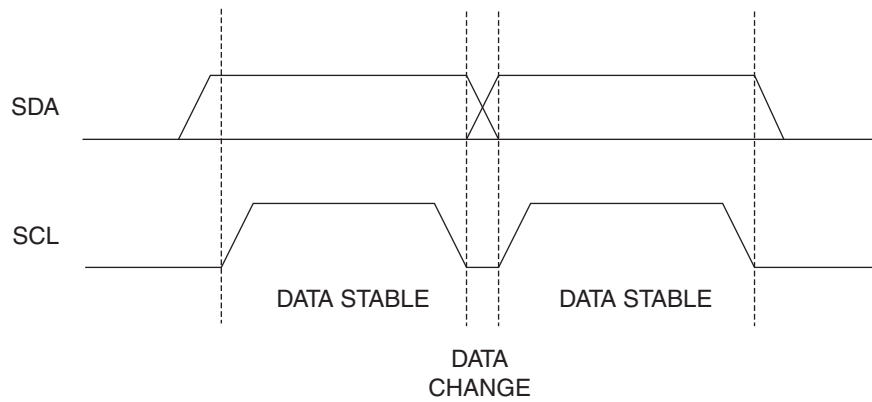 SDA
SCL
DATA STABLE
DATA STABLE
DATA
CHANGE